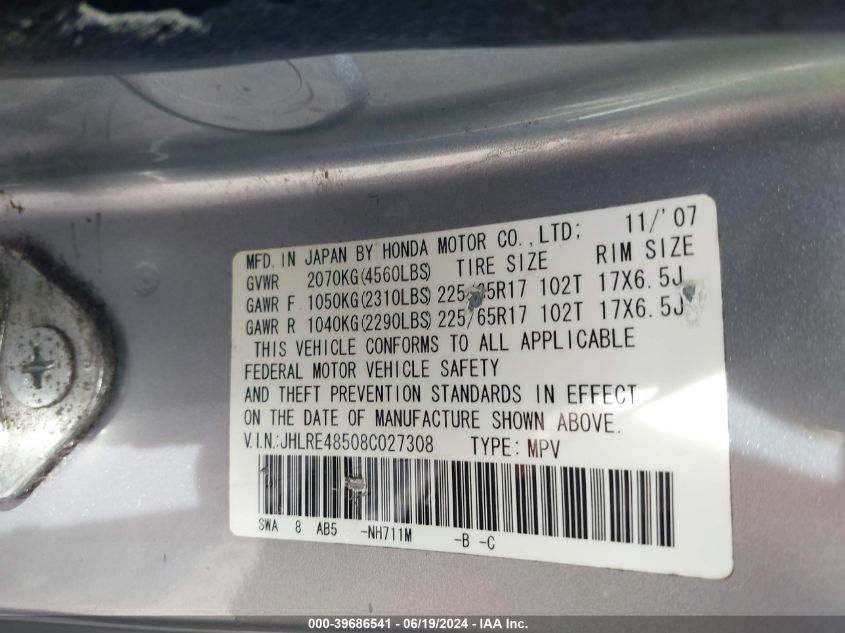 MFD. IN JAPAN BY HONDA MOTOR CO.,LTD; 11/'07
GVWR 2070KG(4560LBS) TIRE SIZE RIM SIZE
GAWR F 1050KG(2310LBS) 225 5R17 102T 17X6.5J
GAWR R 1040KG(2290LBS) 225/65R17 102T 17X6.5J
THIS VEHICLE CONFORMS TO ALL APPLICABLE
FEDERAL MOTOR VEHICLE SAFETY
AND THEFT PREVENTION STANDARDS IN EFFECT
ON THE DATE OF MANUFACTURE SHOWN ABOVE.
V.I.N.:JHLRE48508C027308 TYPE: MPV
SWA 8 AB5 -NH711M -B -C
000-39686541 - 06/19/2024 - IAA Inc.